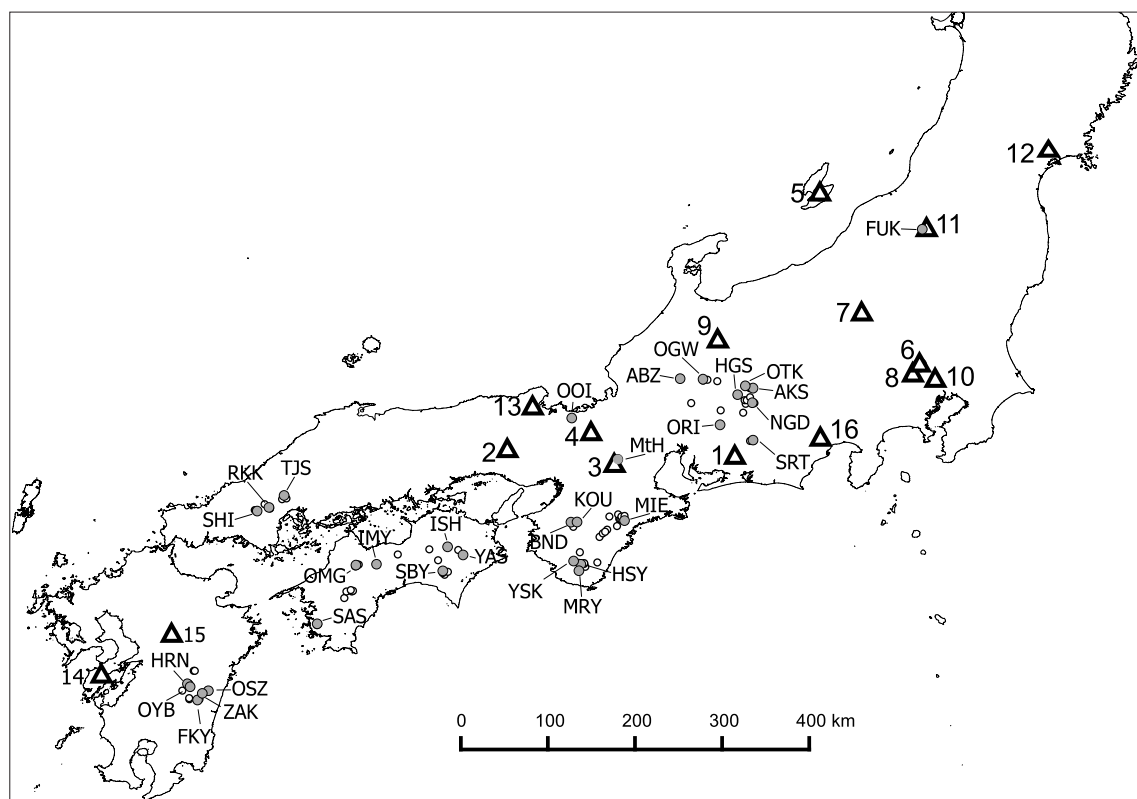 12
5
FUK
11
7
9
OGW
6
8
10
HGS
OTK
ABZ
AKS
OOI
13
NGD
ORI
4
16
MtH
2
3
1
SRT
RKK
TJS
SHI
KOU
MIE
ISH
BND
IMY
YAS
OMG
SBY
HSY
YSK
MRY
SAS
15
HRN
14
OSZ
OYB
ZAK
FKY
0 100 200 300 400 km